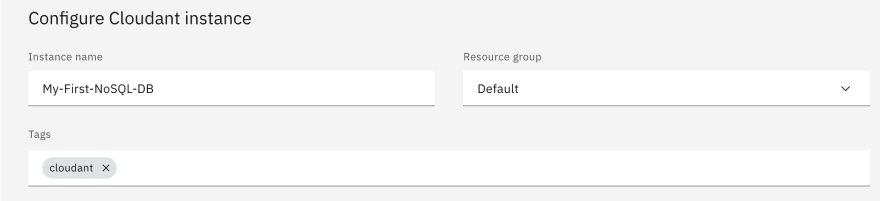 Configure Cloudant instance
Instance name
Resource group
My-First-NoSQL-DB
Default
Tags
cloudant